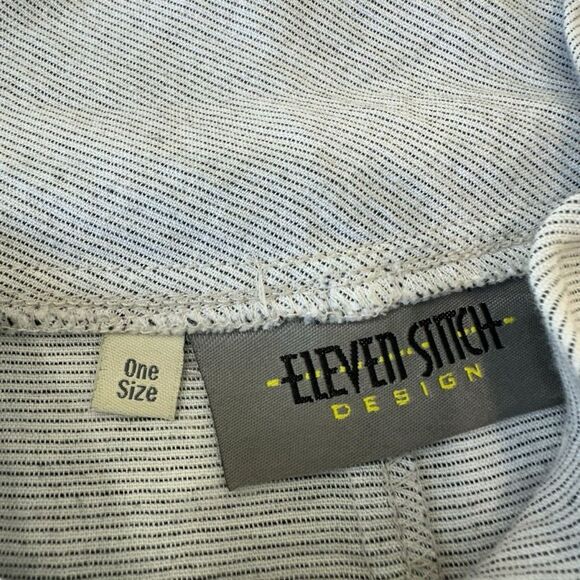 One
Size
ELEVEN STITCH
DESIGN